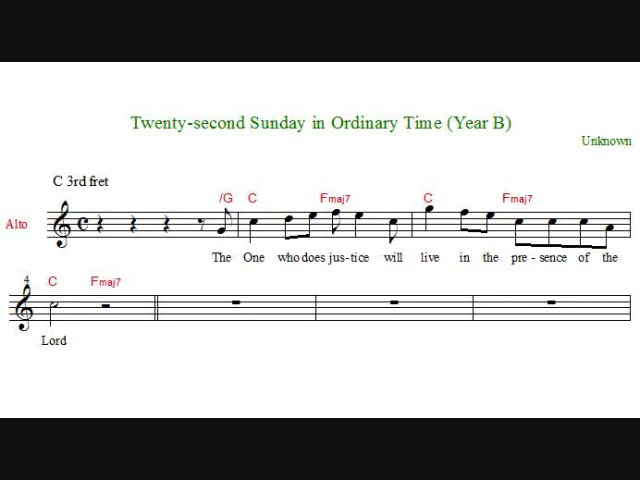 Twenty-second Sunday in Ordinary Time (Year B)
Unknown
C 3rd fret
/G C Fmaj7 C Fmaj7
Alto
The One who does jus- tice will live in the pre - sence of the
4
C Fmaj7
Lord